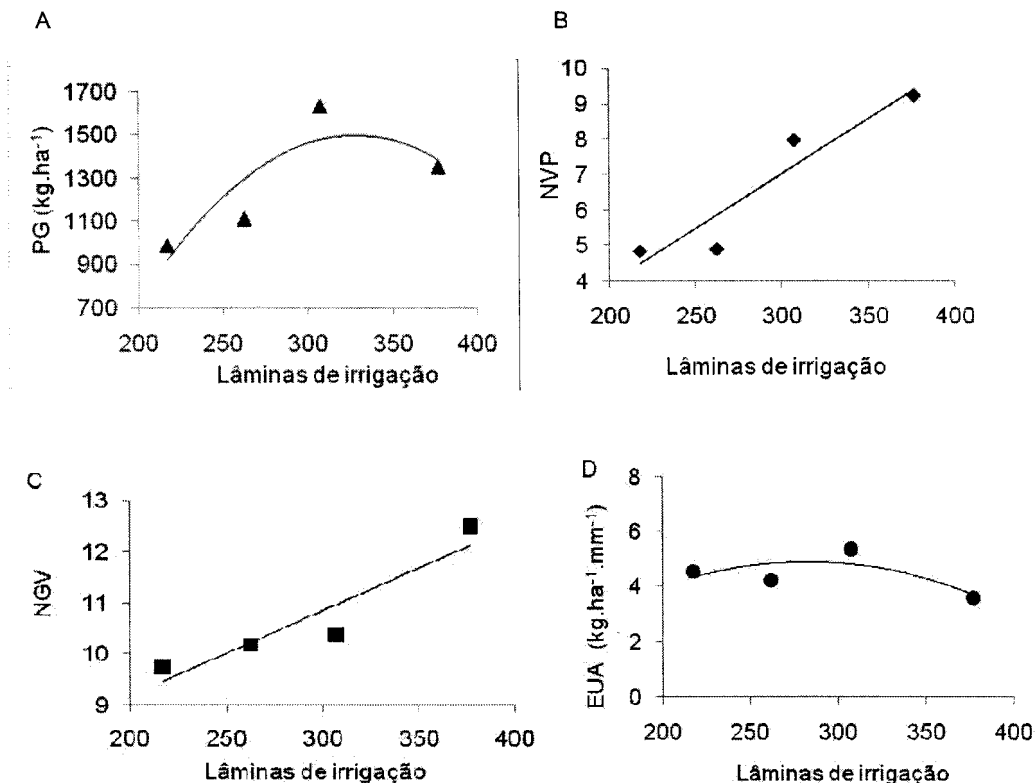 A
PG (kg.ha⁻¹)
1700
1500
1300
1100
900
700
200 250 300 350 400
Lâminas de irrigação
B
NVP
10
9
8
7
6
5
4
200 250 300 350 400
Lâminas de irrigação
C
NGV
13
12
11
10
9
200 250 300 350 400
Lâminas de irrigação
D
EUA (kg.ha⁻¹.mm⁻¹)
8
6
4
2
0
200 250 300 350 400
Lâminas de irrigação